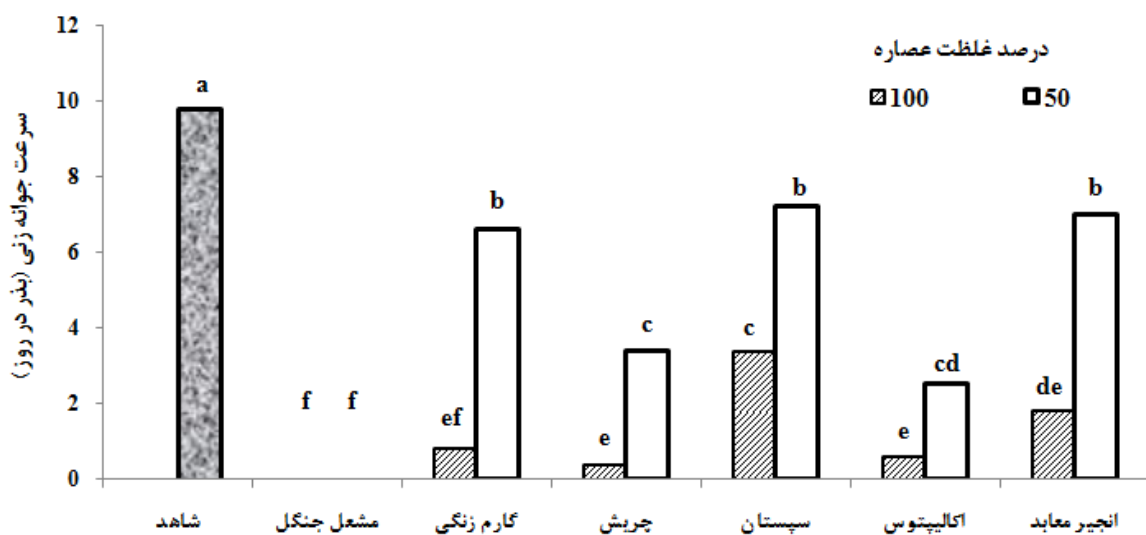 درصد غلظت عصاره
100 50
سرعت جوانه زنی (بذر در روز)
12
10
8
6
4
2
0
a
f f
ef b
e c
c b
e cd
de b
شاهد مشعل جنگل گارم زنگی چریش سپستان اکالیپتوس انجیر معابد